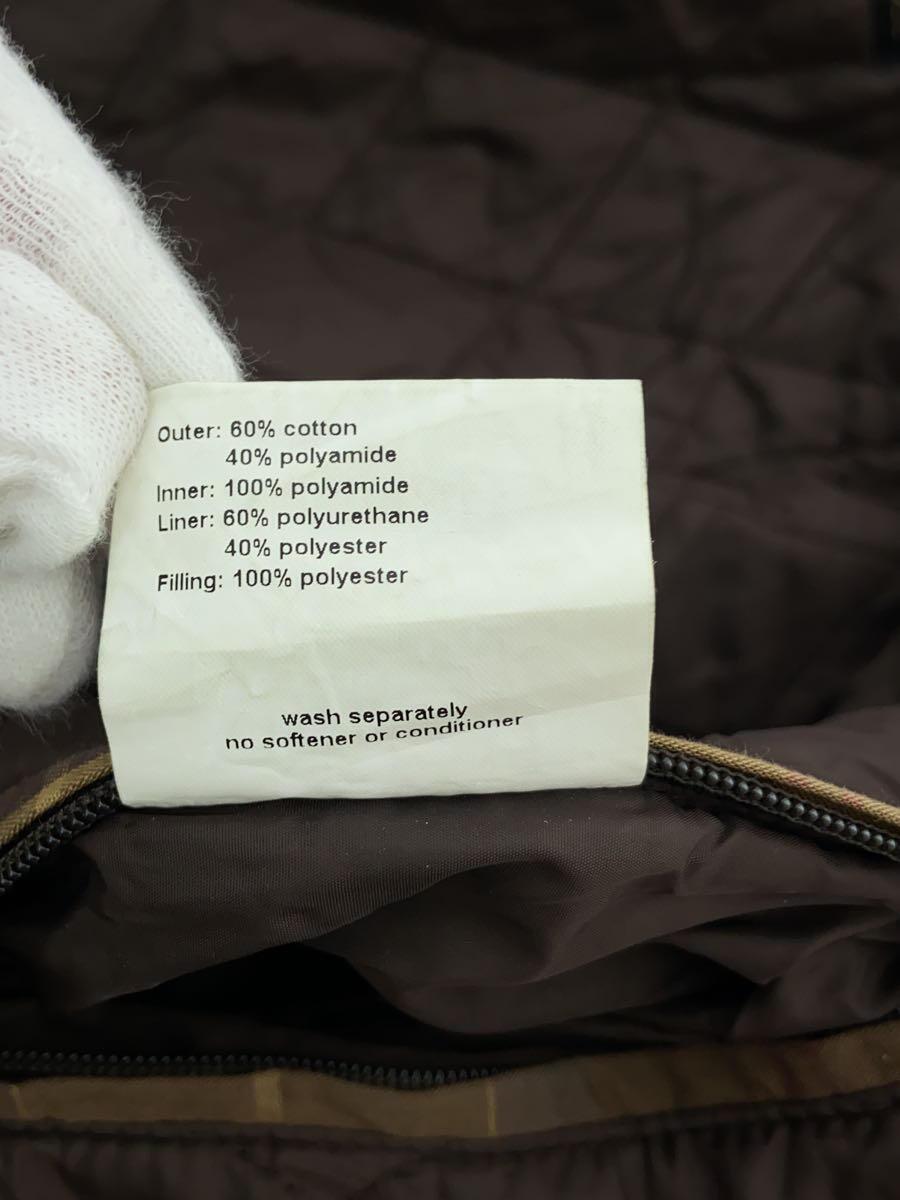 Outer: 60% cotton
40% polyamide
Inner: 100% polyamide
Liner: 60% polyurethane
40% polyester
Filling: 100% polyester
wash separately
no softener or conditioner